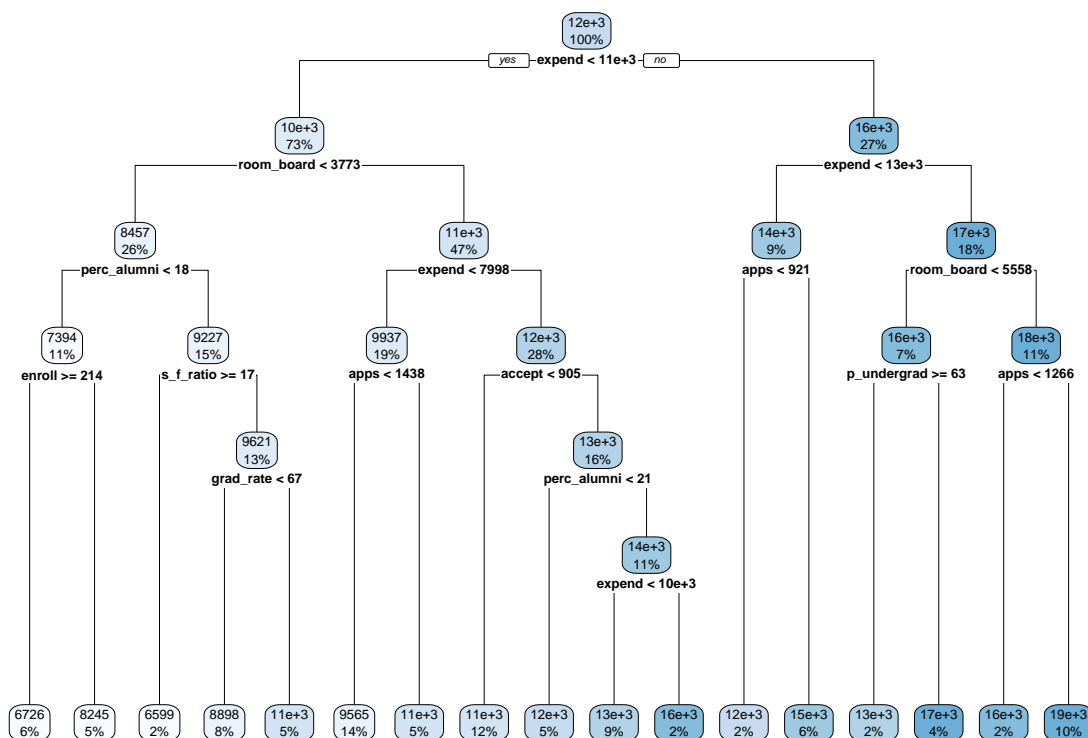 12e+3
100%
yes
expend < 11e+3
no
10e+3
73%
room_board < 3773
16e+3
27%
expend < 13e+3
8457
26%
perc_alumni < 18
11e+3
47%
expend < 7998
14e+3
9%
apps < 921
17e+3
18%
room_board < 5558
7394
11%
enroll >= 214
9227
15%
s_f_ratio >= 17
9937
19%
apps < 1438
12e+3
28%
accept < 905
16e+3
7%
p_undergrad >= 63
18e+3
11%
apps < 1266
9621
13%
grad_rate < 67
13e+3
16%
perc_alumni < 21
14e+3
11%
expend < 10e+3
6726
6%
8245
5%
6599
2%
8898
8%
11e+3
5%
9565
14%
11e+3
5%
11e+3
12%
12e+3
5%
13e+3
9%
16e+3
2%
12e+3
2%
15e+3
6%
13e+3
2%
17e+3
4%
16e+3
2%
19e+3
10%